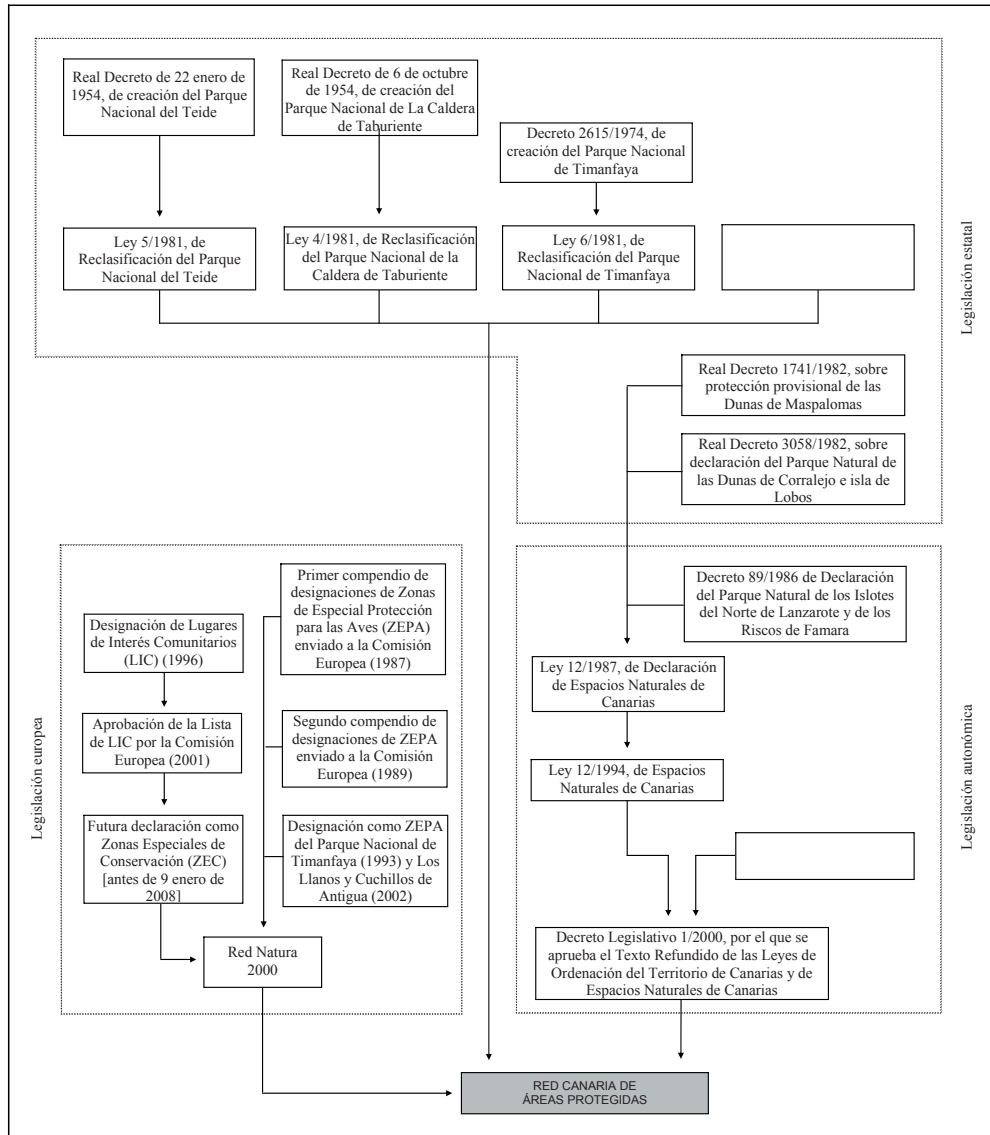 Real Decreto de 22 enero de
1954, de creación del Parque
Nacional del Teide
Real Decreto de 6 de octubre
de 1954, de creación del
Parque Nacional de La Caldera
de Taburiente
Decreto 2615/1974, de
creación del Parque Nacional
de Timanfaya
Ley 5/1981, de
Reclasificación del Parque
Nacional del Teide
Ley 4/1981, de Reclasificación
del Parque Nacional de la
Caldera de Taburiente
Ley 6/1981, de
Reclasificación del Parque
Nacional de Timanfaya
Legislación estatal
Real Decreto 1741/1982, sobre
protección provisional de las
Dunas de Maspalomas
Real Decreto 3058/1982, sobre
declaración del Parque Natural de
las Dunas de Corralejo e isla de
Lobos
Legislación europea
Designación de Lugares
de Interés Comunitarios
(LIC) (1996)
Aprobación de la Lista
de LIC por la Comisión
Europea (2001)
Futura declaración como
Zonas Especiales de
Conservación (ZEC)
[antes de 9 enero de
2008]
Primer compendio de
designaciones de Zonas
de Especial Protección
para las Aves (ZEPA)
enviado a la Comisión
Europea (1987)
Segundo compendio de
designaciones de ZEPA
enviado a la Comisión
Europea (1989)
Designación como ZEPA
del Parque Nacional de
Timanfaya (1993) y Los
Llanos y Cuchillos de
Antigua (2002)
Red Natura
2000
Decreto 89/1986 de Declaración
del Parque Natural de los Islotes
del Norte de Lanzarote y de los
Riscos de Famara
Ley 12/1987, de Declaración
de Espacios Naturales de
Canarias
Ley 12/1994, de Espacios
Naturales de Canarias
Decreto Legislativo 1/2000, por el que se
aprueba el Texto Refundido de las Leyes de
Ordenación del Territorio de Canarias y de
Espacios Naturales de Canarias
Legislación autonómica
RED CANARIA DE
ÁREAS PROTEGIDAS